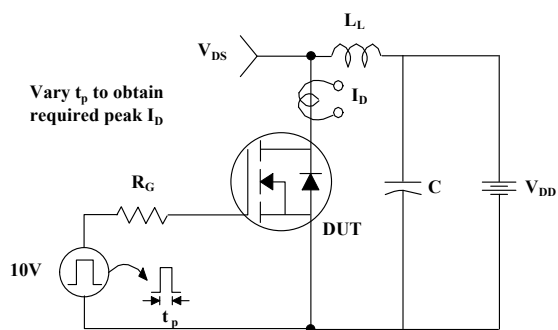 L_L
V_DS
Vary t_p to obtain
required peak I_D
I_D
R_G
C
V_DD
DUT
10V
t_p